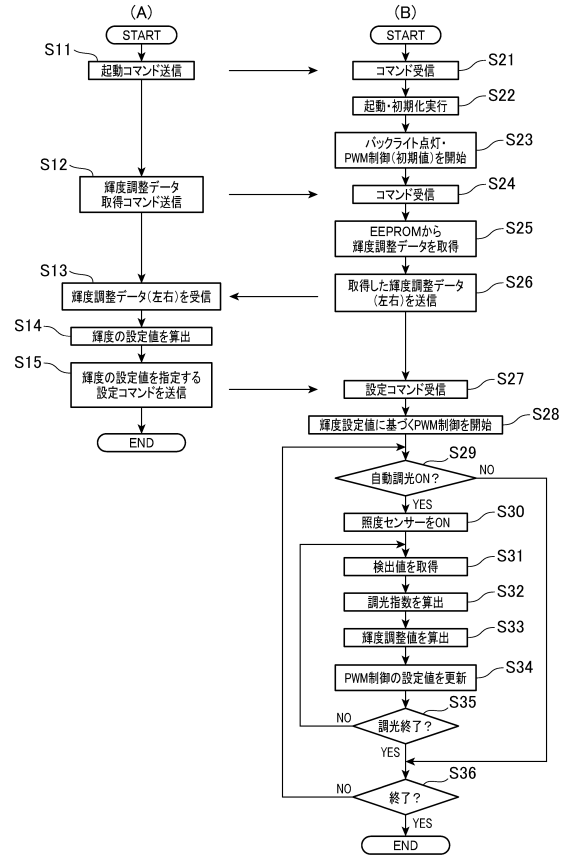 (A)
START
S11
起動コマンド送信
S12
輝度調整データ
取得コマンド送信
S13
輝度調整データ(左右)を受信
S14
輝度の設定値を算出
S15
輝度の設定値を指定する
設定コマンドを送信
END
(B)
START
コマンド受信
S21
起動・初期化実行
S22
バックライト点灯・
PWM制御(初期値)を開始
S23
コマンド受信
S24
EEPROMから
輝度調整データを取得
S25
取得した輝度調整データ
(左右)を送信
S26
設定コマンド受信
S27
輝度設定値に基づくPWM制御を開始
S28
自動調光ON?
S29
NO
YES
照度センサーをON
S30
検出値を取得
S31
調光指数を算出
S32
輝度調整値を算出
S33
PWM制御の設定値を更新
S34
調光終了?
S35
NO
YES
終了?
S36
NO
YES
END